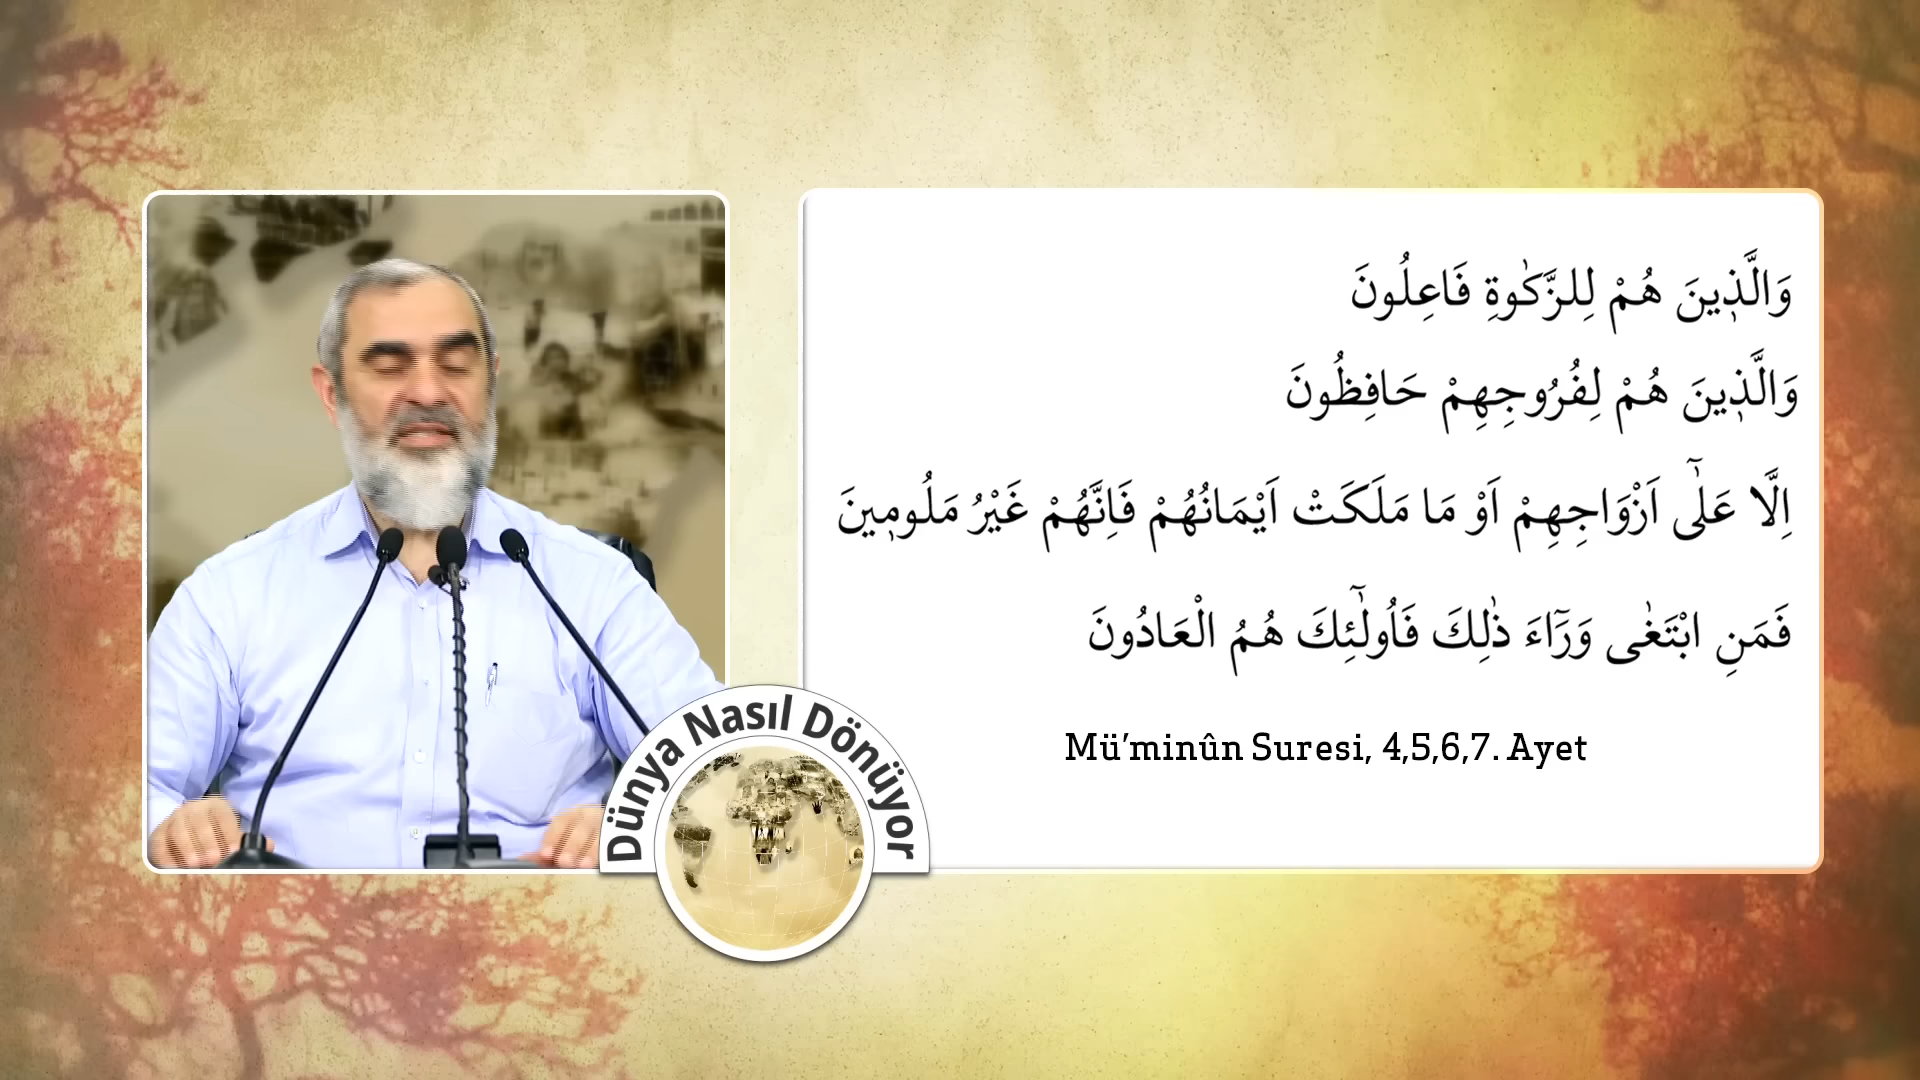 وَالَّذ۪ينَ هُمْ لِلزَّكٰوةِ فَاعِلُونَ
وَالَّذ۪ينَ هُمْ لِفُرُوجِهِمْ حَافِظُونَ
اِلَّا عَلٰٓى اَزْوَاجِهِمْ اَوْ مَا مَلَكَتْ اَيْمَانُهُمْ فَاِنَّهُمْ غَيْرُ مَلُوم۪ينَ
فَمَنِ ابْتَغٰى وَرَٓاءَ ذٰلِكَ فَاُولٰٓئِكَ هُمُ الْعَادُونَ
Mü’minûn Suresi, 4,5,6,7. Ayet
Dünya Nasıl Dönüyor